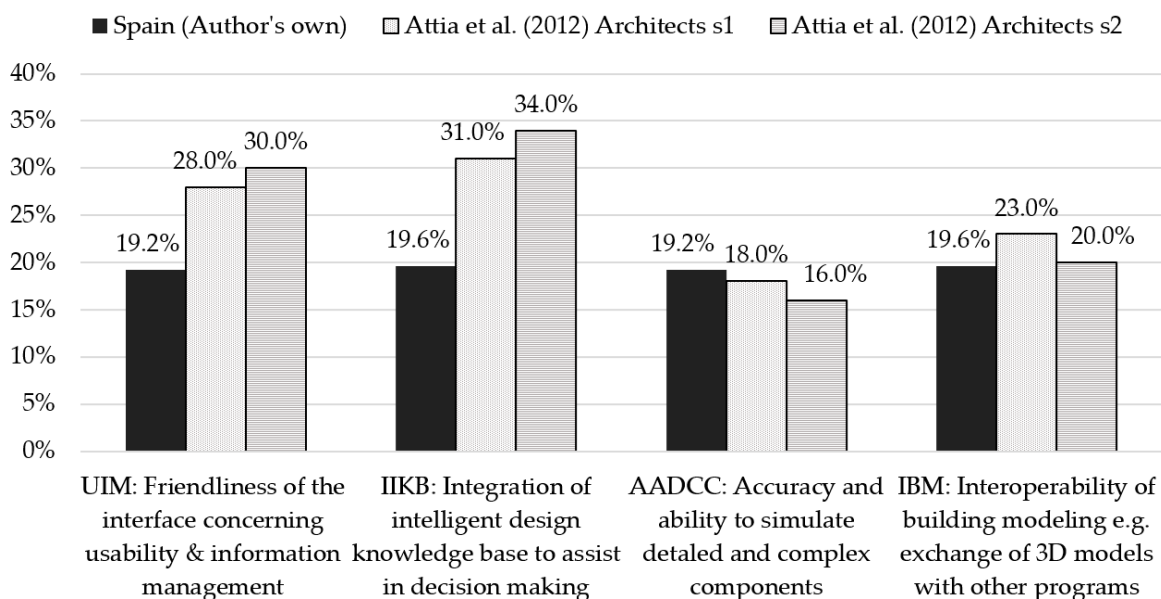 Spain (Author's own) Attia et al. (2012) Architects s1 Attia et al. (2012) Architects s2
40%
35%
30%
25%
20%
15%
10%
5%
0%
19.2%
28.0%
30.0%
19.6%
31.0%
34.0%
19.2%
18.0%
16.0%
19.6%
23.0%
20.0%
UIM: Friendliness of the
interface concerning
usability & information
management
IIKB: Integration of
intelligent design
knowledge base to assist
in decision making
AADCC: Accuracy and
ability to simulate
detaled and complex
components
IBM: Interoperability of
building modeling e.g.
exchange of 3D models
with other programs